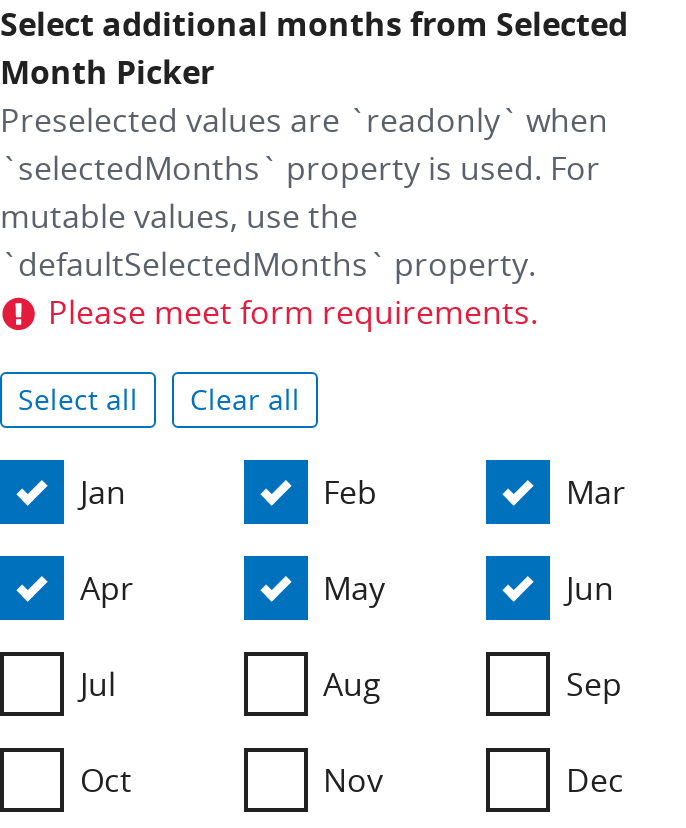 Select additional months from Selected
Month Picker
Preselected values are `readonly` when
`selectedMonths` property is used. For
mutable values, use the
`defaultSelectedMonths` property.
Please meet form requirements.
Select all Clear all
Jan Feb Mar
Apr May Jun
Jul Aug Sep
Oct Nov Dec